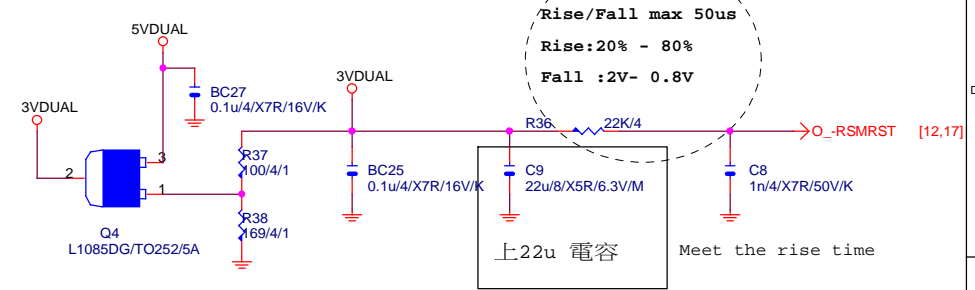 Rise/Fall max 50us
Rise:20% - 80%
Fall :2V- 0.8V
5VDUAL
3VDUAL
3VDUAL
BC27
0.1u/4/X7R/16V/K
R36
22K/4
O_-RSMRST [12,17]
2
3
1
R37
100/4/1
BC25
0.1u/4/X7R/16V/K
C9
22u/8/X5R/6.3V/M
C8
1n/4/X7R/50V/K
R38
169/4/1
Q4
L1085DG/TO252/5A
上22u 電容
Meet the rise time